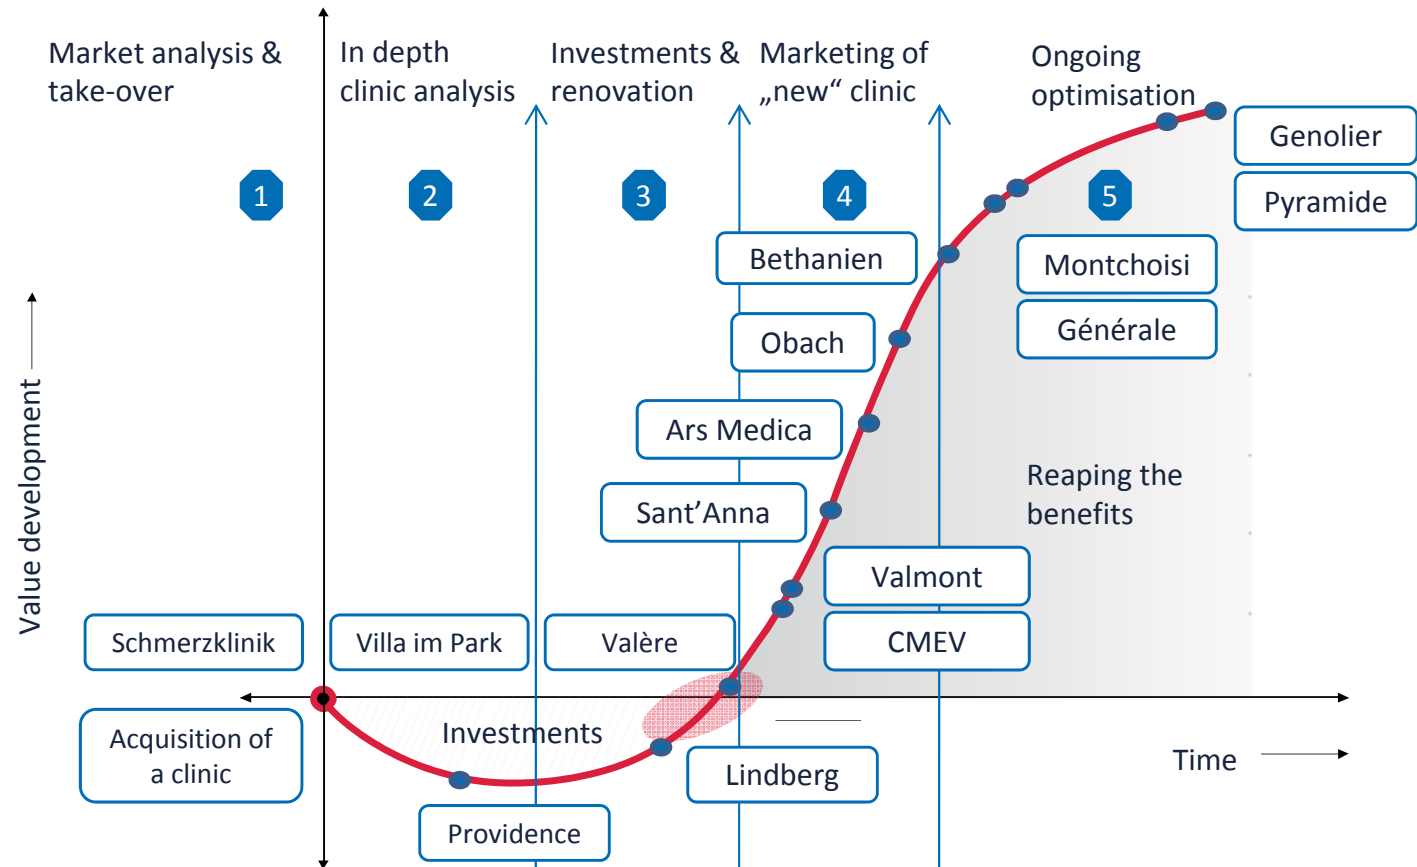 Market analysis &
take-over
In depth
clinic analysis
Investments &
renovation
Marketing of
„new“ clinic
Ongoing
optimisation
1
2
3
4
5
Genolier
Pyramide
Bethanien
Montchoisi
Obach
Générale
Ars Medica
Reaping the
benefits
Sant’Anna
Valmont
Value development
Schmerzklinik
Villa im Park
Valère
CMEV
Acquisition of
a clinic
Investments
Lindberg
Time
Providence